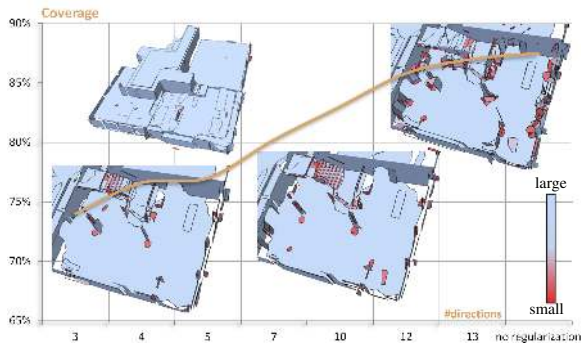 Coverage
90%
85%
80%
75%
70%
65%
large
small
#directions
3 4 5 7 10 12 13 no regularization